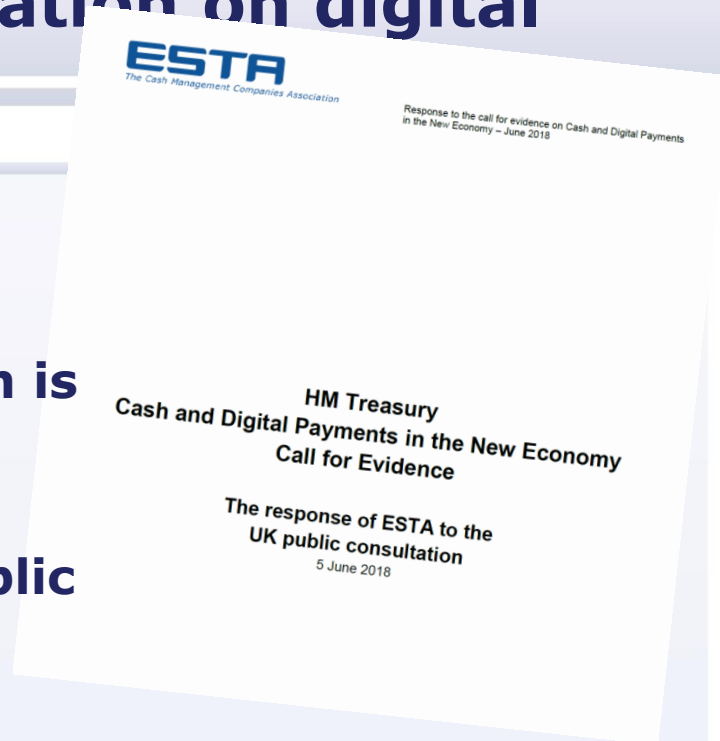 ation on digital
ESTA
The Cash Management Companies Association
Response to the call for evidence on Cash and Digital Payments
in the New Economy – June 2018
n is
HM Treasury
Cash and Digital Payments in the New Economy
Call for Evidence
The response of ESTA to the
UK public consultation
blic
5 June 2018